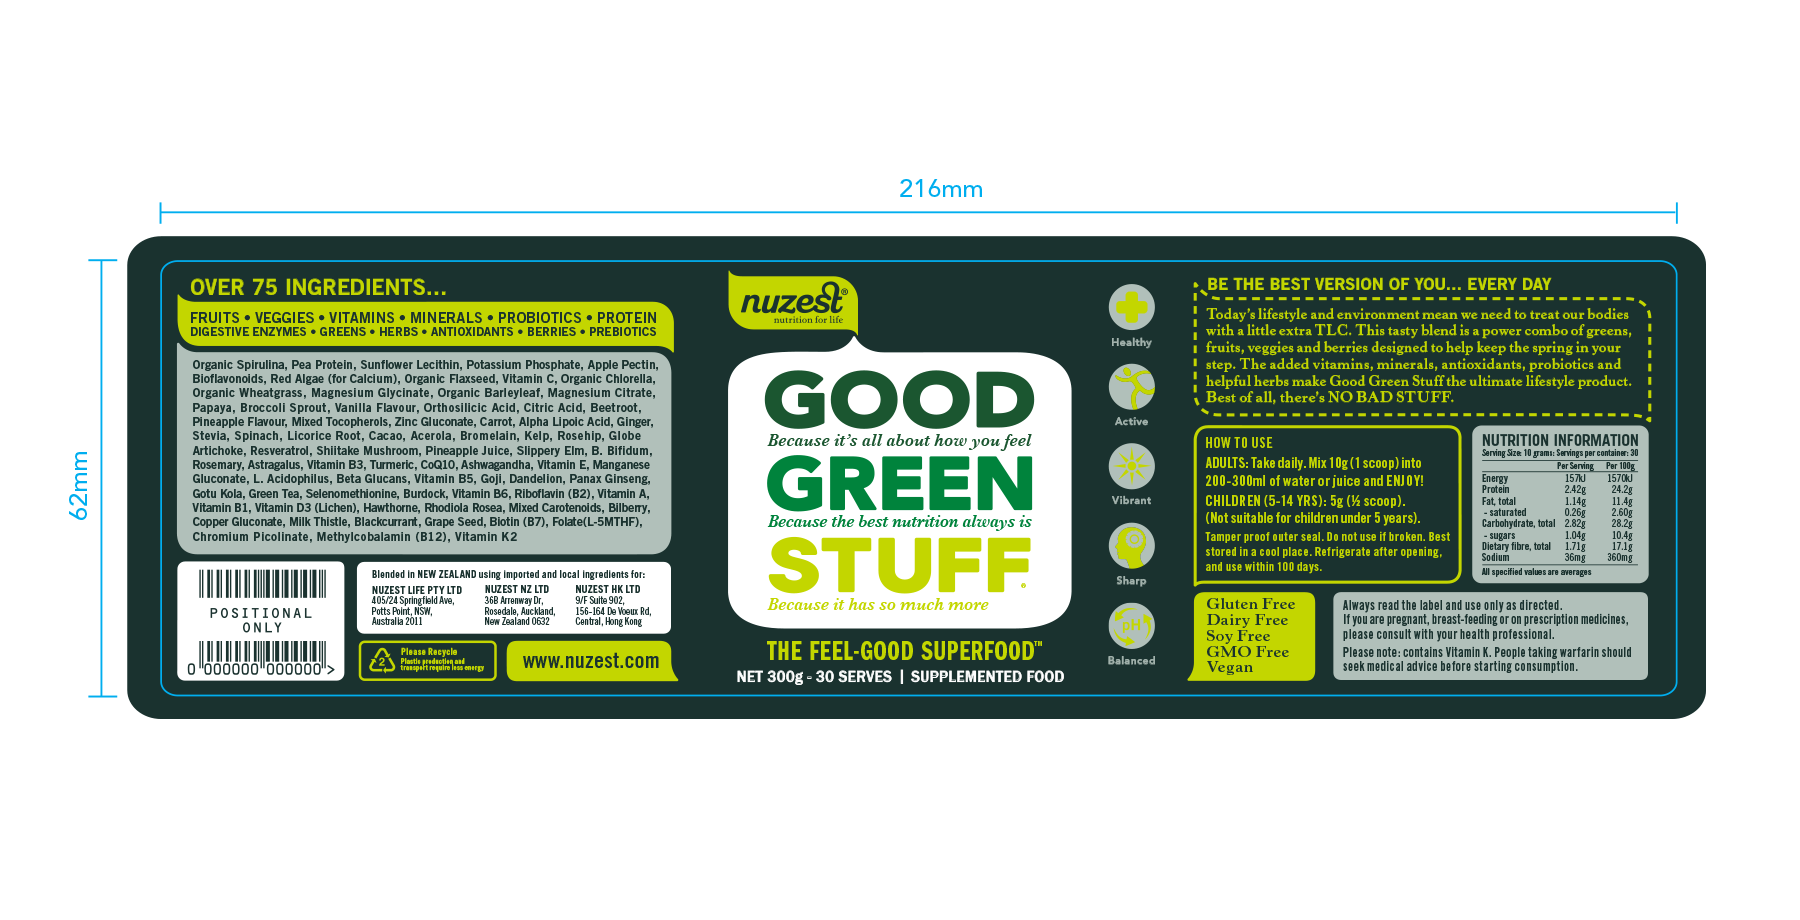 216mm
62mm
OVER 75 INGREDIENTS...
FRUITS • VEGGIES • VITAMINS • MINERALS • PROBIOTICS • PROTEIN
DIGESTIVE ENZYMES • GREENS • HERBS • ANTIOXIDANTS • BERRIES • PREBIOTICS
Organic Spirulina, Pea Protein, Sunflower Lecithin, Potassium Phosphate, Apple Pectin,
Bioflavonoids, Red Algae (for Calcium), Organic Flaxseed, Vitamin C, Organic Chlorella,
Organic Wheatgrass, Magnesium Glycinate, Organic Barleyleaf, Magnesium Citrate,
Papaya, Broccoli Sprout, Vanilla Flavour, Orthosilicic Acid, Citric Acid, Beetroot,
Pineapple Flavour, Mixed Tocopherols, Zinc Gluconate, Carrot, Alpha Lipoic Acid, Ginger,
Stevia, Spinach, Licorice Root, Cacao, Acerola, Bromelain, Kelp, Rosehip, Globe
Artichoke, Resveratrol, Shiitake Mushroom, Pineapple Juice, Slippery Elm, B. Bifidum,
Rosemary, Astragalus, Vitamin B3, Turmeric, CoQ10, Ashwagandha, Vitamin E, Manganese
Gluconate, L. Acidophilus, Beta Glucans, Vitamin B5, Goji, Dandelion, Panax Ginseng,
Gotu Kola, Green Tea, Selenomethionine, Burdock, Vitamin B6, Riboflavin (B2), Vitamin A,
Vitamin B1, Vitamin D3 (Lichen), Hawthorne, Rhodiola Rosea, Mixed Carotenoids, Bilberry,
Copper Gluconate, Milk Thistle, Blackcurrant, Grape Seed, Biotin (B7), Folate(L-5MTHF),
Chromium Picolinate, Methylcobalamin (B12), Vitamin K2
POSITIONAL
ONLY
0 000000 000000 >
Blended in NEW ZEALAND using imported and local ingredients for:
NUZEST LIFE PTY LTD
405/24 Springfield Ave,
Potts Point, NSW,
Australia 2011
NUZEST NZ LTD
36B Arrenway Dr,
Rosedale, Auckland,
New Zealand 0632
NUZEST HK LTD
9/F Suite 902,
156-164 De Voeux Rd,
Central, Hong Kong
2
Please Recycle
Plastic production and
transport require less energy
www.nuzest.com
nuzest®
nutrition for life
GOOD
Because it's all about how you feel
GREEN
Because the best nutrition always is
STUFF®
Because it has so much more
THE FEEL-GOOD SUPERFOOD™
NET 300g - 30 SERVES | SUPPLEMENTED FOOD
Healthy
Active
Vibrant
Sharp
pH
Balanced
BE THE BEST VERSION OF YOU... EVERY DAY
Today's lifestyle and environment mean we need to treat our bodies
with a little extra TLC. This tasty blend is a power combo of greens,
fruits, veggies and berries designed to help keep the spring in your
step. The added vitamins, minerals, antioxidants, probiotics and
helpful herbs make Good Green Stuff the ultimate lifestyle product.
Best of all, there's NO BAD STUFF.
HOW TO USE
ADULTS: Take daily. Mix 10g (1 scoop) into
200-300ml of water or juice and ENJOY!
CHILDREN (5-14 YRS): 5g (½ scoop).
(Not suitable for children under 5 years).
Tamper proof outer seal. Do not use if broken. Best
stored in a cool place. Refrigerate after opening,
and use within 100 days.
NUTRITION INFORMATION
Serving Size: 10 grams: Servings per container: 30
Per Serving Per 100g
Energy 157kJ 1570kJ
Protein 2.42g 24.2g
Fat, total 1.14g 11.4g
- saturated 0.26g 2.60g
Carbohydrate, total 2.82g 28.2g
- sugars 1.04g 10.4g
Dietary fibre, total 1.71g 17.1g
Sodium 36mg 360mg
All specified values are averages
Gluten Free
Dairy Free
Soy Free
GMO Free
Vegan
Always read the label and use only as directed.
If you are pregnant, breast-feeding or on prescription medicines,
please consult with your health professional.
Please note: contains Vitamin K. People taking warfarin should
seek medical advice before starting consumption.